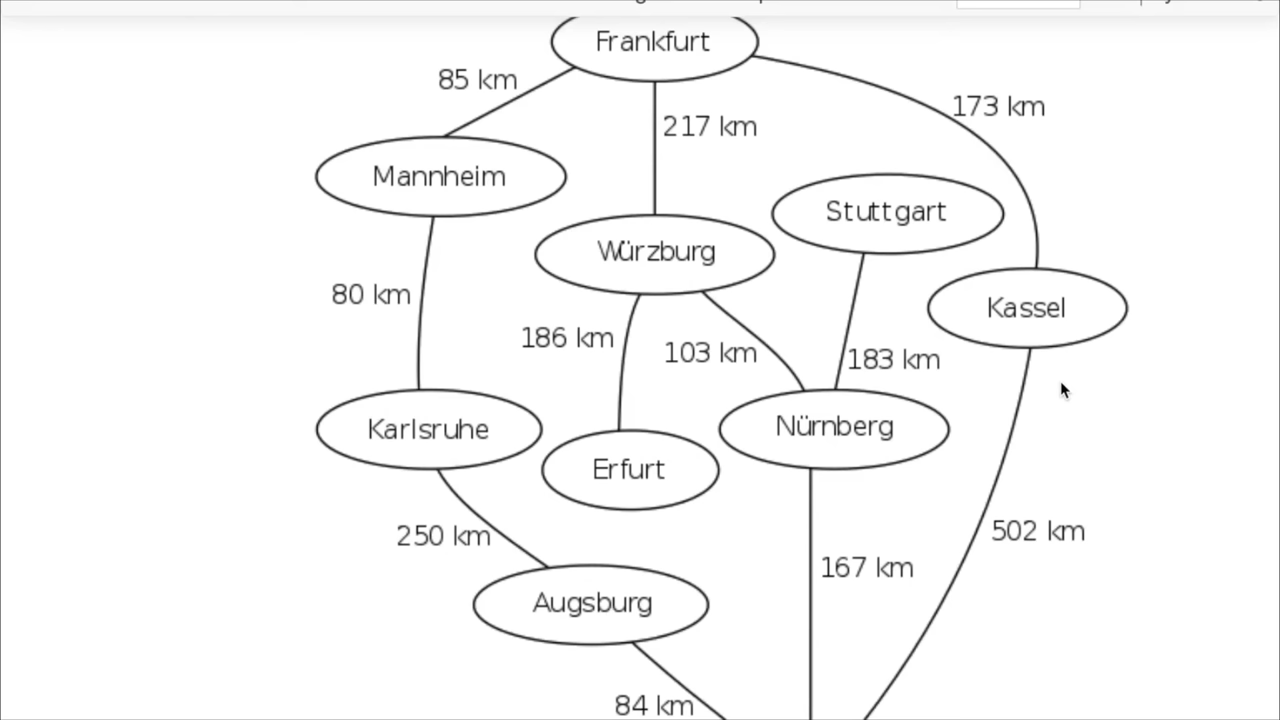 Frankfurt
85 km
173 km
217 km
Mannheim
Stuttgart
Würzburg
80 km
Kassel
186 km
103 km
183 km
Karlsruhe
Nürnberg
Erfurt
250 km
502 km
167 km
Augsburg
84 km